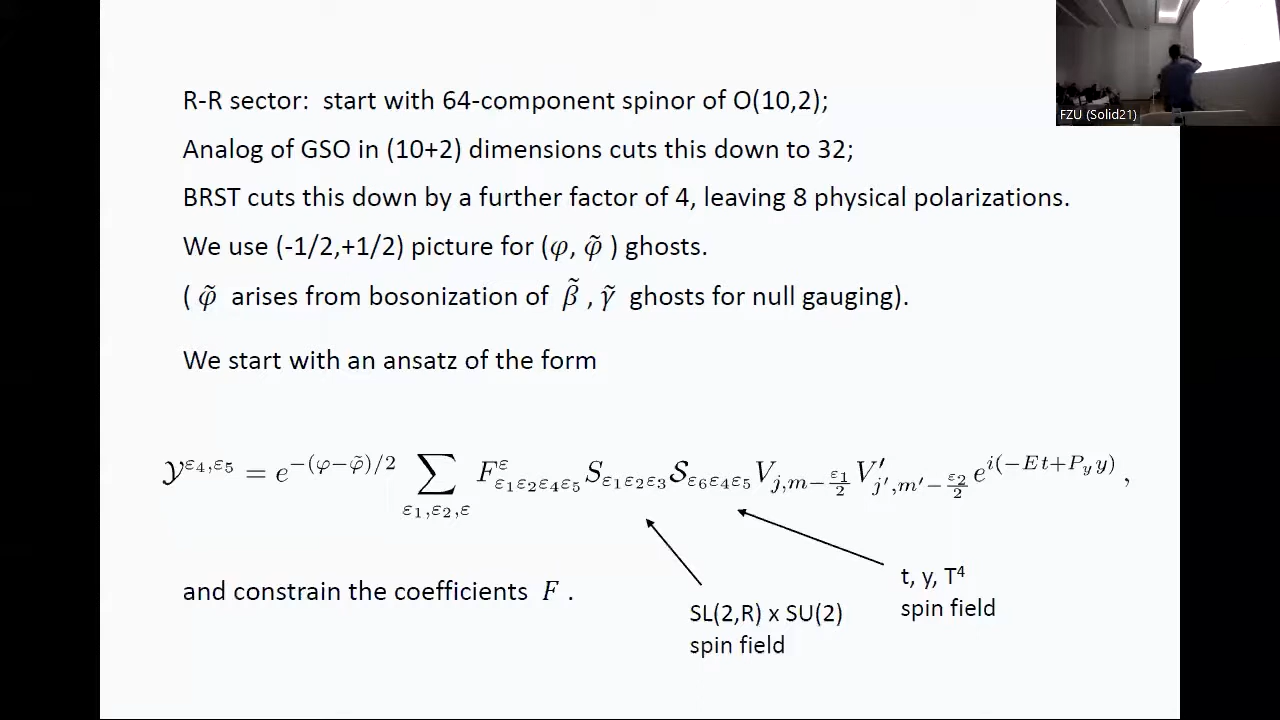 FZU (Solid21)
R-R sector: start with 64-component spinor of O(10,2);
Analog of GSO in (10+2) dimensions cuts this down to 32;
BRST cuts this down by a further factor of 4, leaving 8 physical polarizations.
We use (-1/2,+1/2) picture for (φ, φ̃ ) ghosts.
( φ̃ arises from bosonization of β̃ , γ̃ ghosts for null gauging).
We start with an ansatz of the form
𝒴^{ε₄,ε₅} = e^{−(φ−φ̃)/2} ∑_{ε₁,ε₂,ε} F^{ε}_{ε₁ε₂ε₄ε₅} S_{ε₁ε₂ε₃} 𝒮_{ε₆ε₄ε₅} V_{j,m−\frac{ε₁}{2}} V′_{j′,m′−\frac{ε₂}{2}} e^{i(−Et+P_y y)} ,
and constrain the coefficients F .
SL(2,R) x SU(2)
spin field
t, y, T⁴
spin field